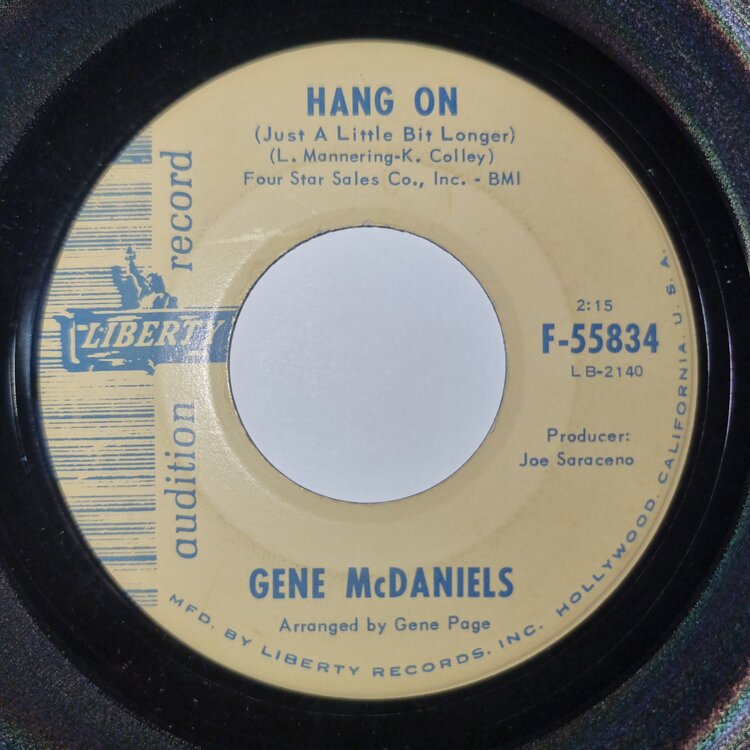 HANG ON
(Just A Little Bit Longer)
(L. Mannering-K. Colley)
Four Star Sales Co., Inc. - BMI
audition record
LIBERTY
2:15
F-55834
LB-2140
Producer:
Joe Saraceno
GENE McDANIELS
Arranged by Gene Page
MFD. BY LIBERTY RECORDS, INC. HOLLYWOOD, CALIFORNIA, U. S. A.